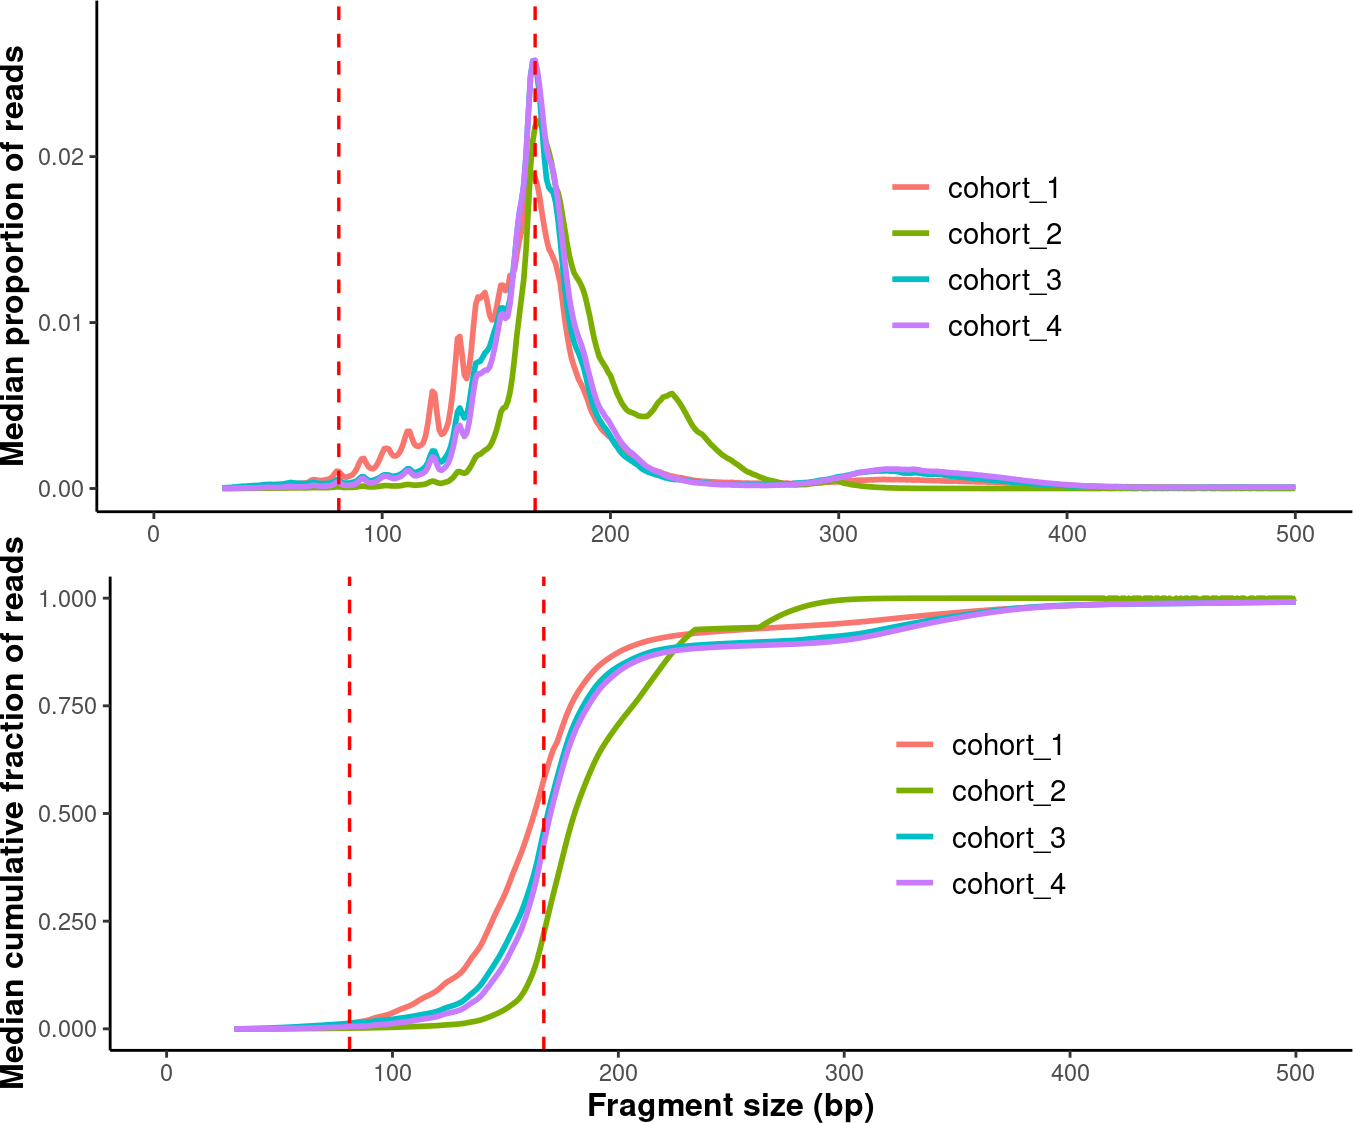 Median proportion of reads
0.02
0.01
0.00
cohort_1
cohort_2
cohort_3
cohort_4
0 100 200 300 400 500
Median cumulative fraction of reads
1.000
0.750
0.500
0.250
0.000
cohort_1
cohort_2
cohort_3
cohort_4
0 100 200 300 400 500
Fragment size (bp)